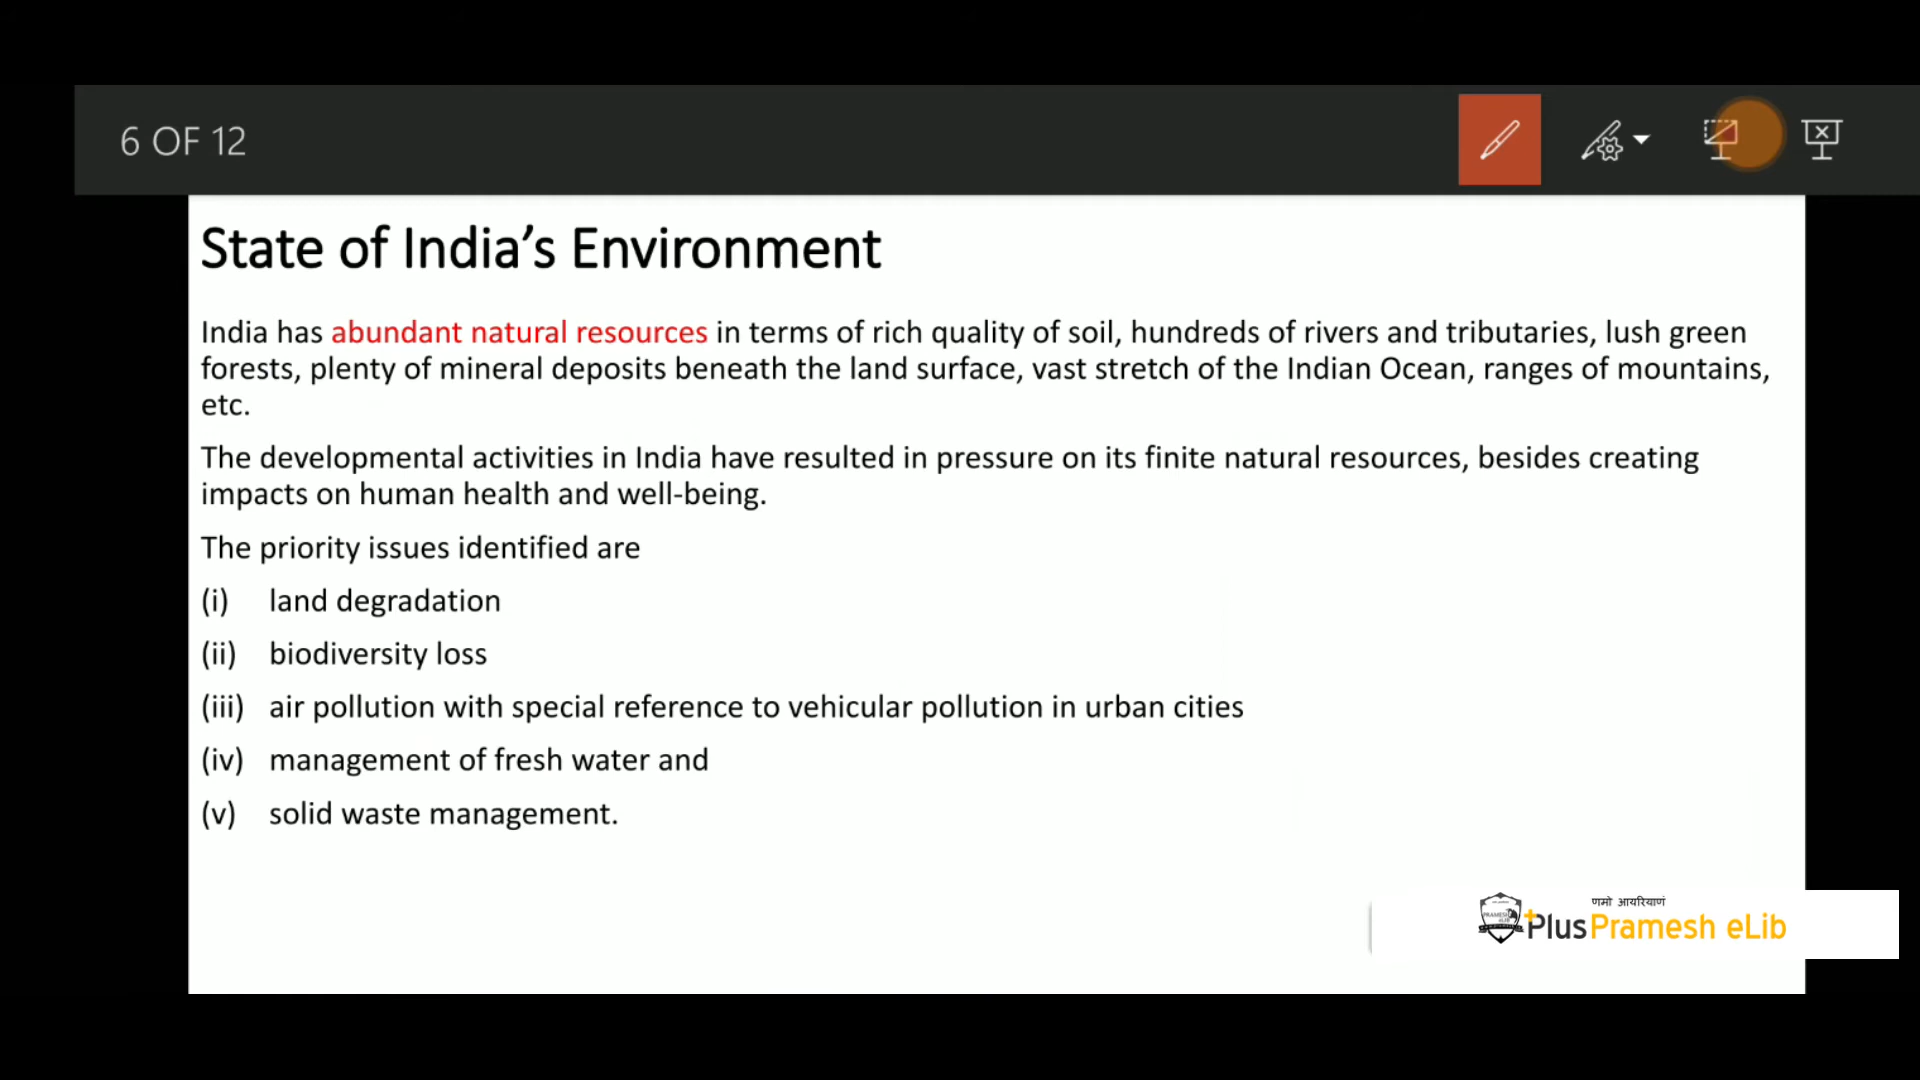 6 OF 12
State of India’s Environment
India has abundant natural resources in terms of rich quality of soil, hundreds of rivers and tributaries, lush green
forests, plenty of mineral deposits beneath the land surface, vast stretch of the Indian Ocean, ranges of mountains,
etc.
The developmental activities in India have resulted in pressure on its finite natural resources, besides creating
impacts on human health and well-being.
The priority issues identified are
(i) land degradation
(ii) biodiversity loss
(iii) air pollution with special reference to vehicular pollution in urban cities
(iv) management of fresh water and
(v) solid waste management.
णमो आयरियाणं
Plus Pramesh eLib